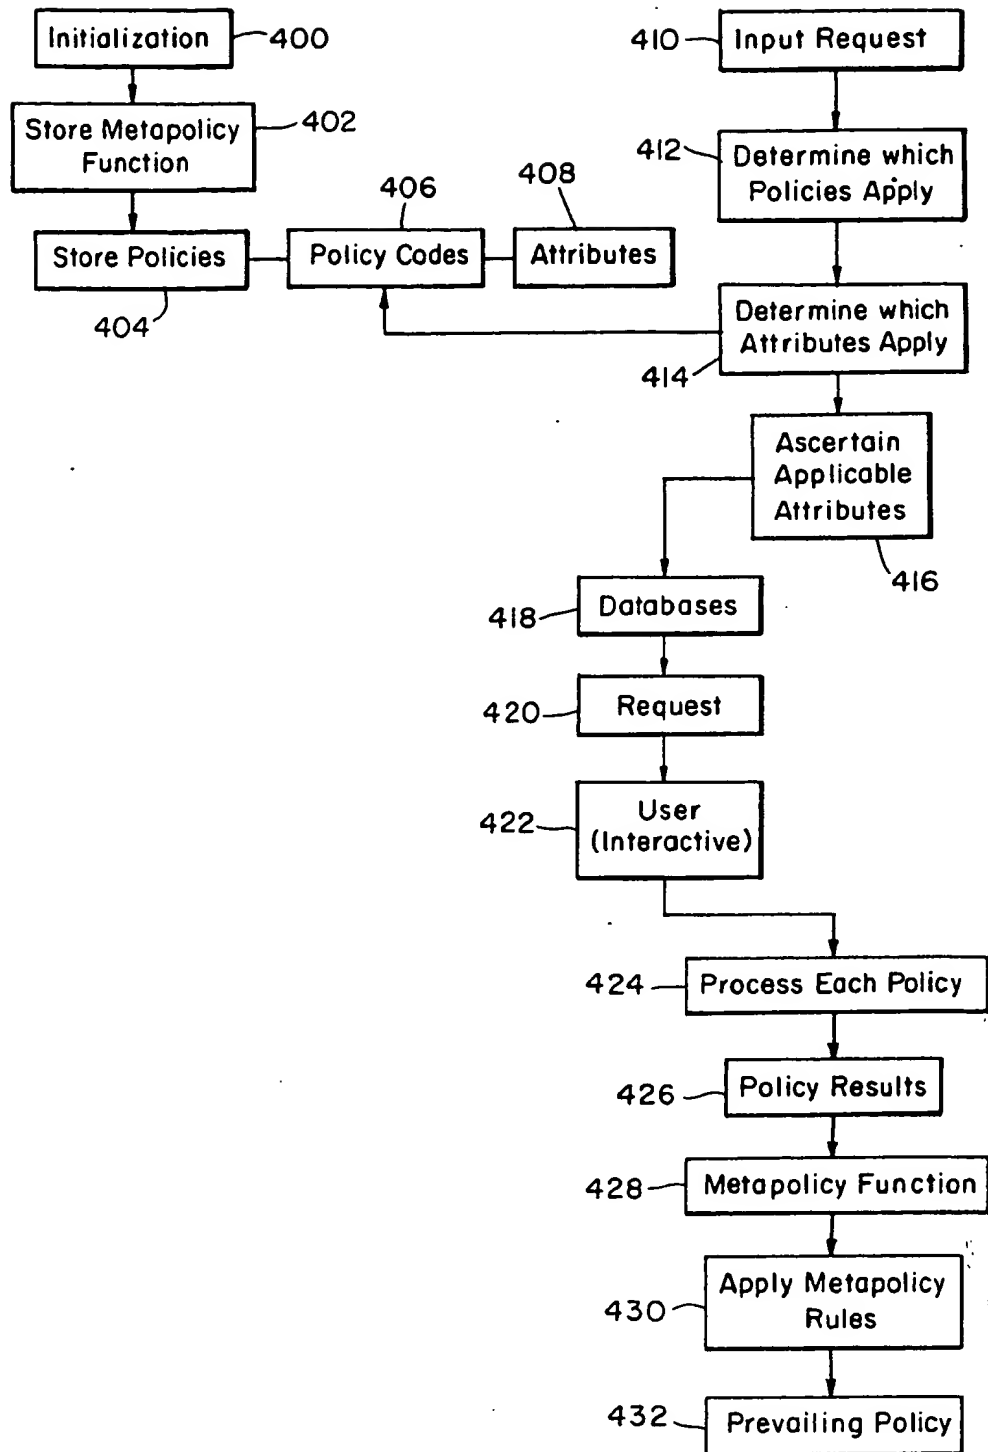 Initialization
400
Store Metapolicy
Function
402
Store Policies
404
Policy Codes
406
Attributes
408
410
Input Request
412
Determine which
Policies Apply
414
Determine which
Attributes Apply
Ascertain
Applicable
Attributes
416
418
Databases
420
Request
422
User
(Interactive)
424
Process Each Policy
426
Policy Results
428
Metapolicy Function
430
Apply Metapolicy
Rules
432
Prevailing Policy